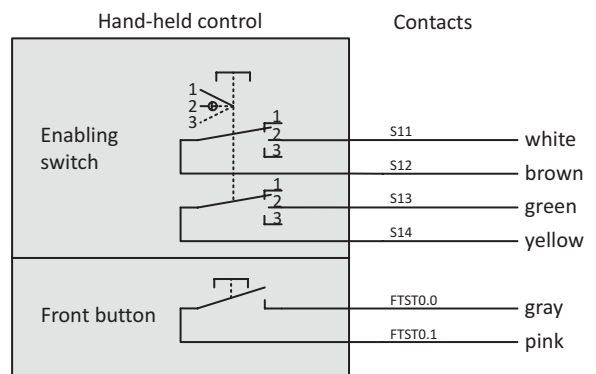 Hand-held control
Contacts
Enabling
switch
1
2
3
1
2
3
S11
white
S12
brown
1
2
3
S13
green
S14
yellow
Front button
FTST0.0
gray
FTST0.1
pink